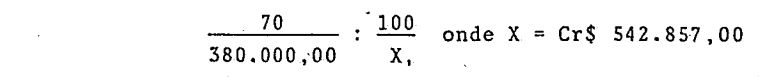 70 : 100 onde X = Cr$ 542.857,00
380.000,00 X,